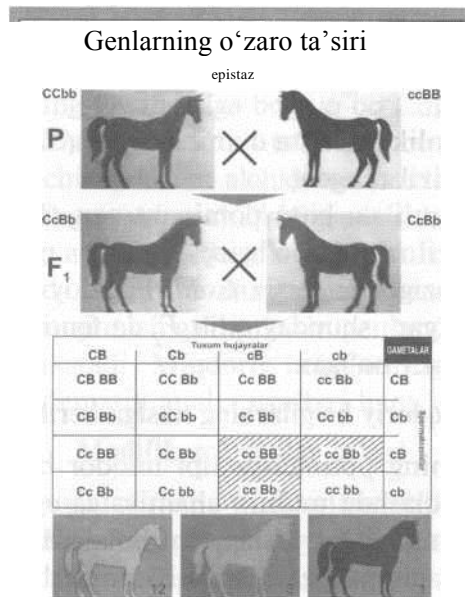 Genlarning o‘zaro ta’siri
epistaz
CCbb ccBB
P
CcBb CcBb
F1
Tuxum hujayralar GAMETALAR
CB Cb cB cb
CB BB CC Bb Cc BB Cc Bb CB
CB Bb CC bb Cc Bb Cc bb Cb
Cc BB Cc Bb cc BB cc Bb cB
Cc Bb Cc bb cc Bb cc bb cb
Spermatozoidlar
12 3 1